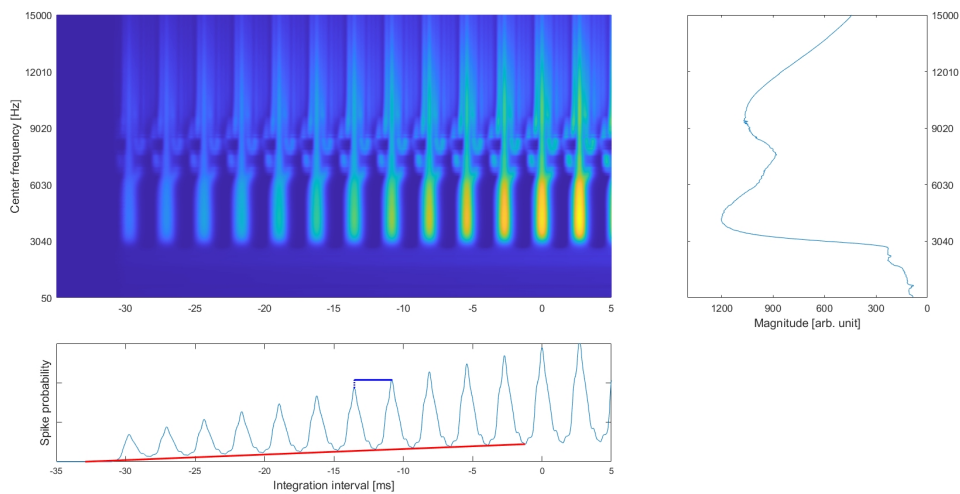 15000
12010
9020
6030
3040
50
Center frequency [Hz]
-30 -25 -20 -15 -10 -5 0 5
15000
12010
9020
6030
3040
1200 900 600 300 0
Magnitude [arb. unit]
Spike probability
-35 -30 -25 -20 -15 -10 -5 0 5
Integration interval [ms]